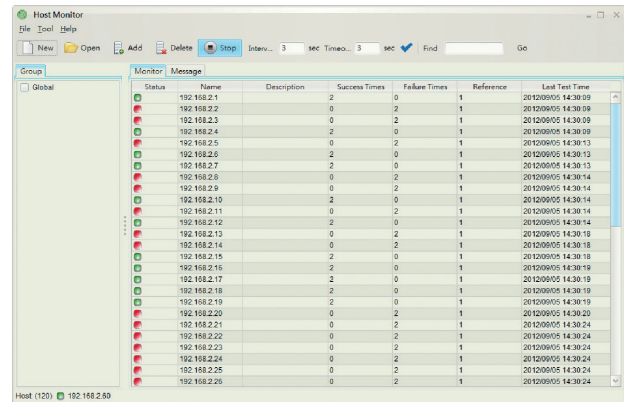 Host Monitor
File Tool Help
New Open Add Delete Stop Interv... 3 sec Timeo... 3 sec Find Go
Group Monitor Message
Global
Status Name Description Success Times Failure Times Reference Last Test Time
192.168.2.1 2 0 1 2012/09/05 14:30:09
192.168.2.2 0 2 1 2012/09/05 14:30:09
192.168.2.3 0 2 1 2012/09/05 14:30:09
192.168.2.4 2 0 1 2012/09/05 14:30:09
192.168.2.5 0 2 1 2012/09/05 14:30:13
192.168.2.6 2 0 1 2012/09/05 14:30:13
192.168.2.7 2 0 1 2012/09/05 14:30:13
192.168.2.8 0 2 1 2012/09/05 14:30:14
192.168.2.9 0 2 1 2012/09/05 14:30:14
192.168.2.10 2 0 1 2012/09/05 14:30:14
192.168.2.11 0 2 1 2012/09/05 14:30:14
192.168.2.12 2 0 1 2012/09/05 14:30:14
192.168.2.13 0 2 1 2012/09/05 14:30:18
192.168.2.14 0 2 1 2012/09/05 14:30:18
192.168.2.15 2 0 1 2012/09/05 14:30:18
192.168.2.16 2 0 1 2012/09/05 14:30:19
192.168.2.17 2 0 1 2012/09/05 14:30:19
192.168.2.18 2 0 1 2012/09/05 14:30:19
192.168.2.19 2 0 1 2012/09/05 14:30:19
192.168.2.20 0 2 1 2012/09/05 14:30:20
192.168.2.21 0 2 1 2012/09/05 14:30:24
192.168.2.22 0 2 1 2012/09/05 14:30:24
192.168.2.23 0 2 1 2012/09/05 14:30:24
192.168.2.24 0 2 1 2012/09/05 14:30:24
192.168.2.25 0 2 1 2012/09/05 14:30:24
192.168.2.26 0 2 1 2012/09/05 14:30:24
Host: (120) 192.168.2.60